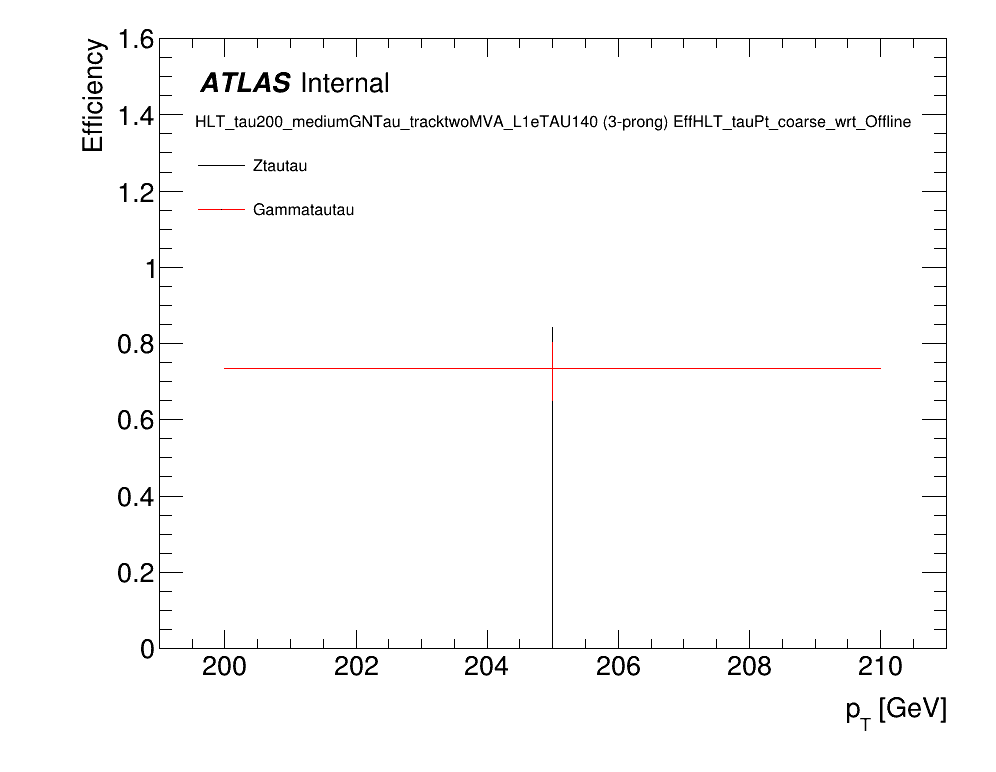 Efficiency
1.6
1.4
1.2
1
0.8
0.6
0.4
0.2
0
ATLAS Internal
HLT_tau200_mediumGNTau_tracktwoMVA_L1eTAU140 (3-prong) EffHLT_tauPt_coarse_wrt_Offline
Ztautau
Gammatautau
200 202 204 206 208 210
p_T [GeV]